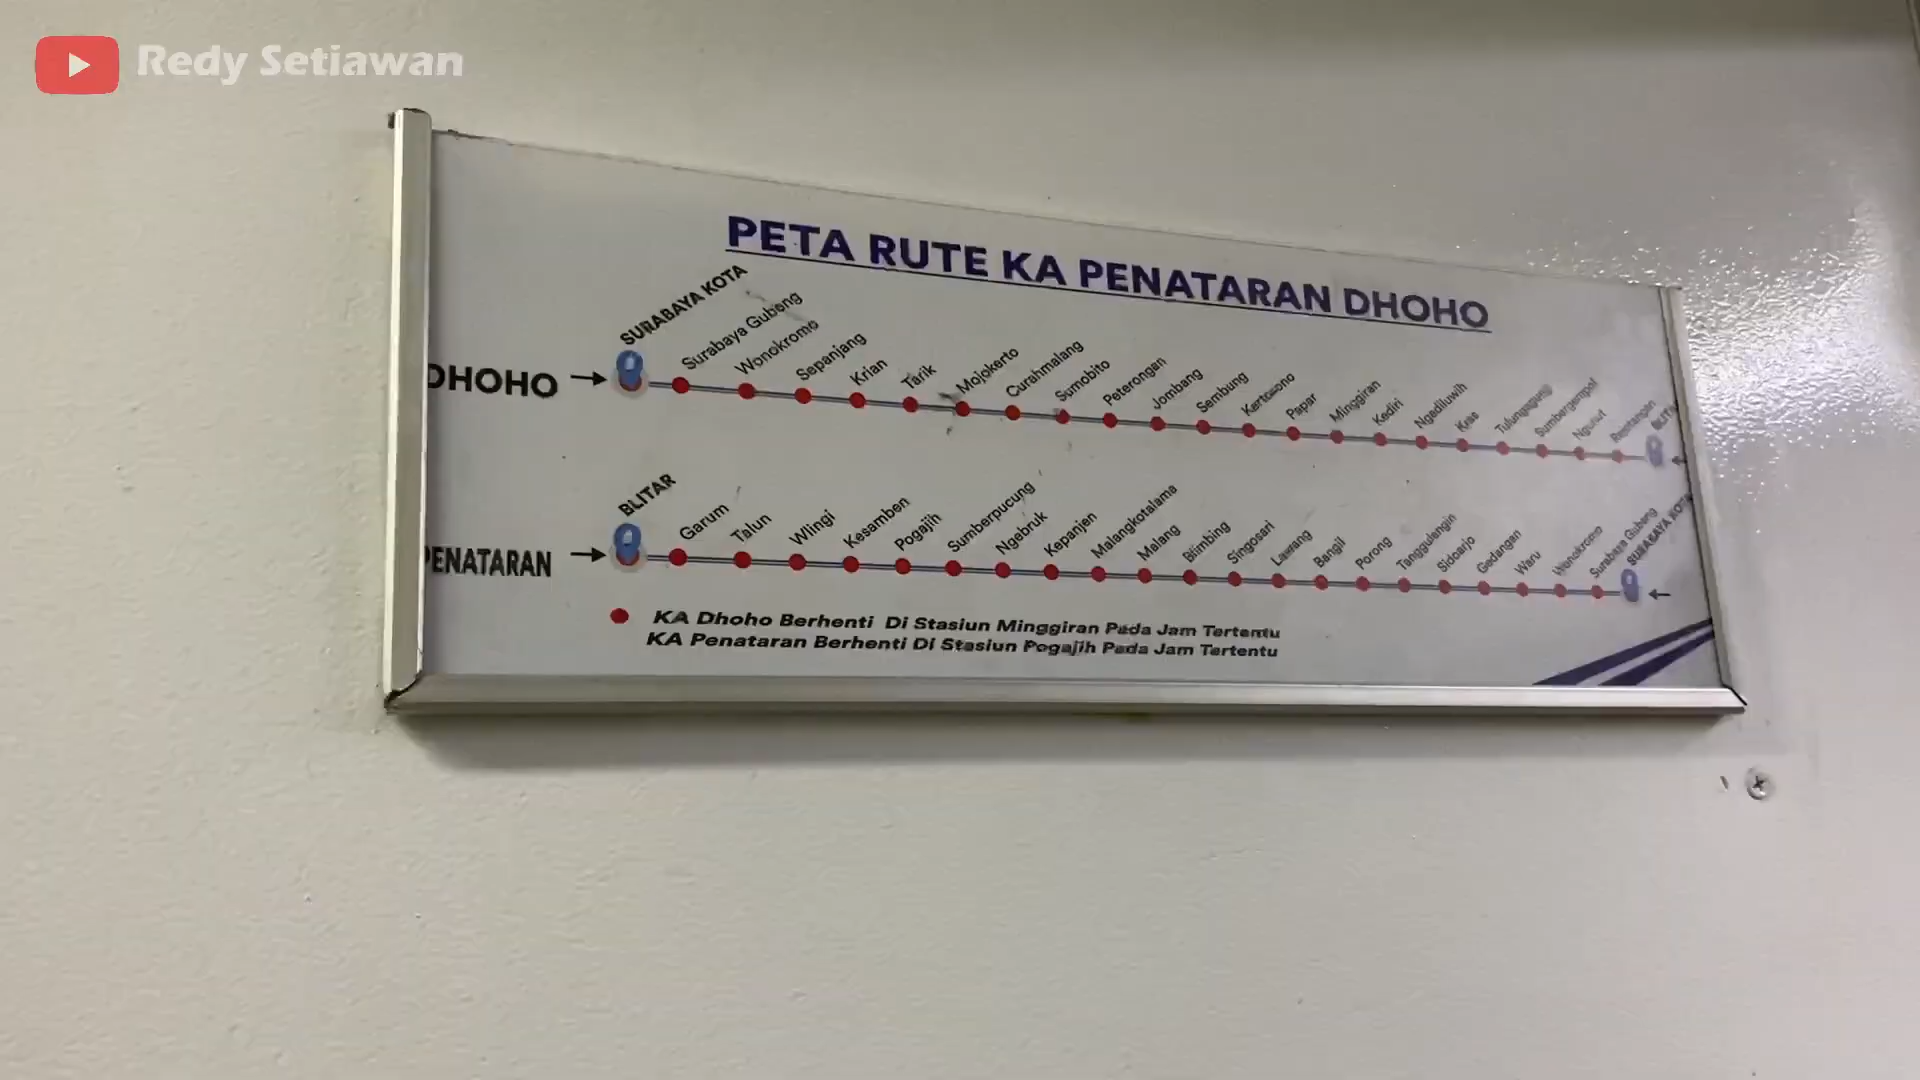 Redy Setiawan
PETA RUTE KA PENATARAN DHOHO
DHOHO
SURABAYA KOTA
Surabaya Gubeng
Wonokromo
Sepanjang
Krian
Tarik
Mojokerto
Curahmalang
Sumobito
Peterongan
Jombang
Sembung
Kertosono
Papar
Minggiran
Kediri
Ngadiluwih
Kras
Tulungagung
Sumbergempol
Ngunut
Rejotangan
BLITAR
PENATARAN
BLITAR
Garum
Talun
Wlingi
Kesamben
Pogajih
Sumberpucung
Ngebruk
Kepanjen
Malangkotalama
Malang
Blimbing
Singosari
Lawang
Bangil
Porong
Tanggulangin
Sidoarjo
Gedangan
Waru
Wonokromo
Surabaya Gubeng
SURABAYA KOTA
KA Dhoho Berhenti Di Stasiun Minggiran Pada Jam Tertentu
KA Penataran Berhenti Di Stasiun Pogajih Pada Jam Tertentu